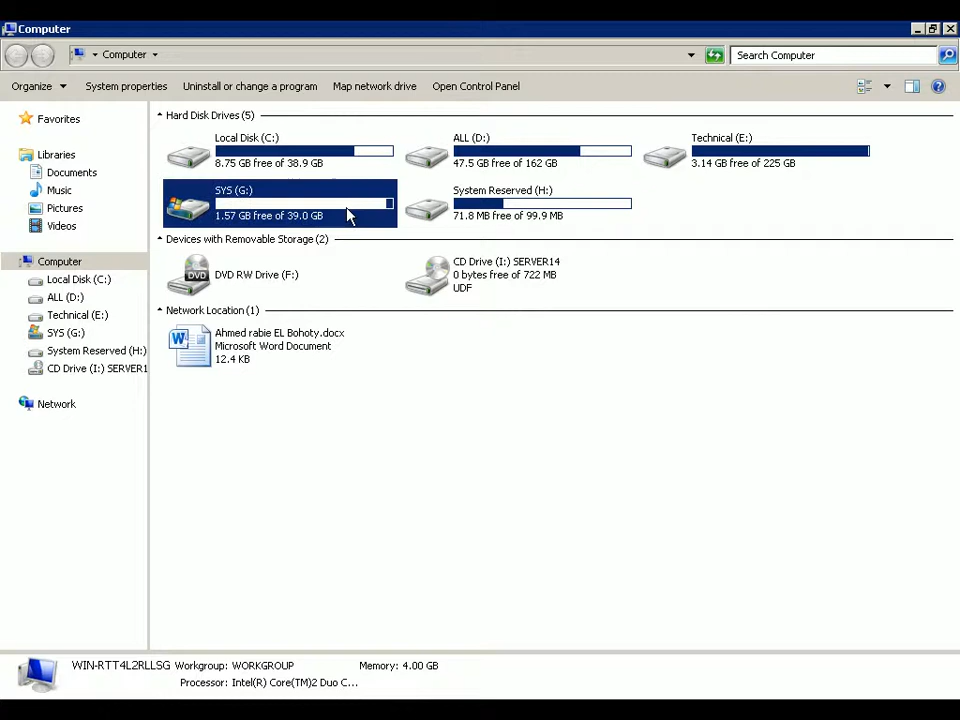 Computer
Computer
Search Computer
Organize
System properties
Uninstall or change a program
Map network drive
Open Control Panel
Favorites
Libraries
Documents
Music
Pictures
Videos
Computer
Local Disk (C:)
ALL (D:)
Technical (E:)
SYS (G:)
System Reserved (H:)
CD Drive (I:) SERVER1
Network
Hard Disk Drives (5)
Local Disk (C:)
8.75 GB free of 38.9 GB
ALL (D:)
47.5 GB free of 162 GB
Technical (E:)
3.14 GB free of 225 GB
SYS (G:)
1.57 GB free of 39.0 GB
System Reserved (H:)
71.8 MB free of 99.9 MB
Devices with Removable Storage (2)
DVD
DVD RW Drive (F:)
CD Drive (I:) SERVER14
0 bytes free of 722 MB
UDF
Network Location (1)
Ahmed rabie EL Bohoty.docx
Microsoft Word Document
12.4 KB
WIN-RTT4L2RLLSG Workgroup: WORKGROUP
Memory: 4.00 GB
Processor: Intel(R) Core(TM)2 Duo C...